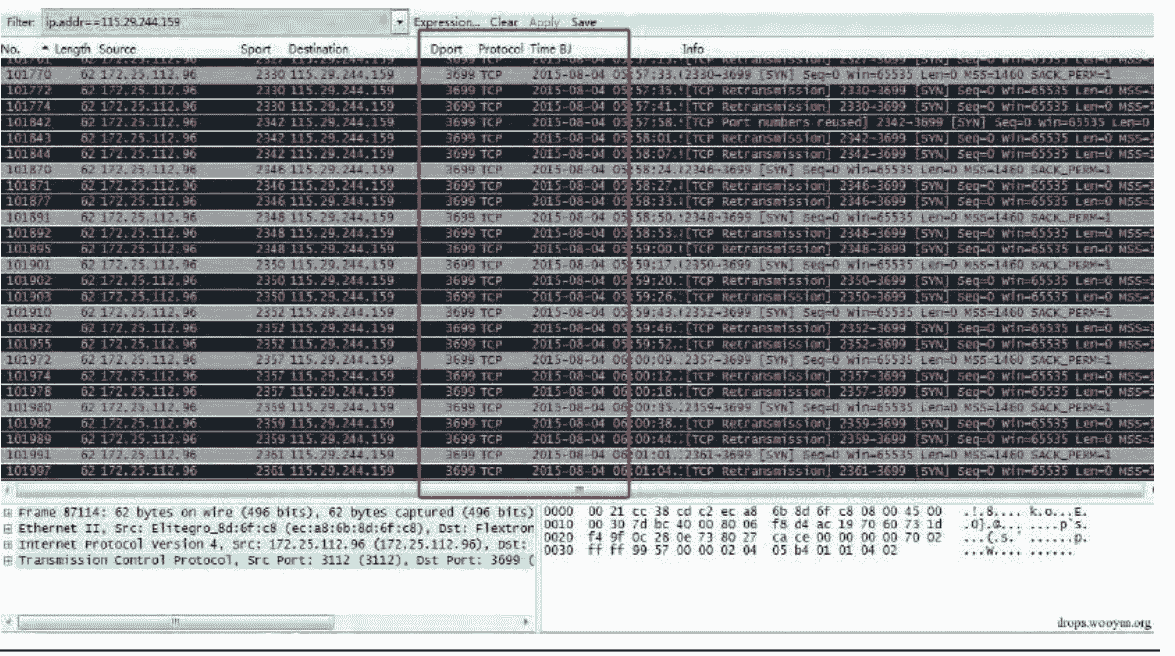 Filter: ip.addr==115.29.244.159 Expression... Clear Apply Save
No. Length Source Sport Destination Dport Protocol Time BJ Info
101770 62 172.25.112.96 2330 115.29.244.159 3699 TCP 2015-08-04 05:57:33. 2330-3699 [SYN] Seq=0 Win=65535 Len=0 MSS=1460 SACK_PERM=1
101772 62 172.25.112.96 2330 115.29.244.159 3699 TCP 2015-08-04 05:57:35. [TCP Retransmission] 2330-3699 [SYN] Seq=0 Win=65535 Len=0 MSS=1
101774 62 172.25.112.96 2330 115.29.244.159 3699 TCP 2015-08-04 05:57:41. [TCP Retransmission] 2330-3699 [SYN] Seq=0 Win=65535 Len=0 MSS=1
101842 62 172.25.112.96 2342 115.29.244.159 3699 TCP 2015-08-04 05:57:58. [TCP Port numbers reused] 2342-3699 [SYN] Seq=0 Win=65535 Len=0
101843 62 172.25.112.96 2342 115.29.244.159 3699 TCP 2015-08-04 05:58:01. [TCP Retransmission] 2342-3699 [SYN] Seq=0 Win=65535 Len=0 MSS=
101844 62 172.25.112.96 2342 115.29.244.159 3699 TCP 2015-08-04 05:58:07. [TCP Retransmission] 2342-3699 [SYN] Seq=0 Win=65535 Len=0 MSS=
101870 62 172.25.112.96 2346 115.29.244.159 3699 TCP 2015-08-04 05:58:24. 2346-3699 [SYN] Seq=0 Win=65535 Len=0 MSS=1460 SACK_PERM=1
101871 62 172.25.112.96 2346 115.29.244.159 3699 TCP 2015-08-04 05:58:27. [TCP Retransmission] 2346-3699 [SYN] Seq=0 Win=65535 Len=0 MSS=1
101877 62 172.25.112.96 2346 115.29.244.159 3699 TCP 2015-08-04 05:58:33. [TCP Retransmission] 2346-3699 [SYN] Seq=0 Win=65535 Len=0 MSS=1
101891 62 172.25.112.96 2348 115.29.244.159 3699 TCP 2015-08-04 05:58:50. 2348-3699 [SYN] Seq=0 Win=65535 Len=0 MSS=1460 SACK_PERM=1
101892 62 172.25.112.96 2348 115.29.244.159 3699 TCP 2015-08-04 05:58:53. [TCP Retransmission] 2348-3699 [SYN] Seq=0 Win=65535 Len=0 MSS=1
101895 62 172.25.112.96 2348 115.29.244.159 3699 TCP 2015-08-04 05:59:00. [TCP Retransmission] 2348-3699 [SYN] Seq=0 Win=65535 Len=0 MSS=1
101901 62 172.25.112.96 2350 115.29.244.159 3699 TCP 2015-08-04 05:59:17. 2350-3699 [SYN] Seq=0 Win=65535 Len=0 MSS=1460 SACK_PERM=1
101902 62 172.25.112.96 2350 115.29.244.159 3699 TCP 2015-08-04 05:59:20. [TCP Retransmission] 2350-3699 [SYN] Seq=0 Win=65535 Len=0 MSS=1
101903 62 172.25.112.96 2350 115.29.244.159 3699 TCP 2015-08-04 05:59:26. [TCP Retransmission] 2350-3699 [SYN] Seq=0 Win=65535 Len=0 MSS=1
101910 62 172.25.112.96 2352 115.29.244.159 3699 TCP 2015-08-04 05:59:43. 2352-3699 [SYN] Seq=0 Win=65535 Len=0 MSS=1460 SACK_PERM=1
101922 62 172.25.112.96 2352 115.29.244.159 3699 TCP 2015-08-04 05:59:46. [TCP Retransmission] 2352-3699 [SYN] Seq=0 Win=65535 Len=0 MSS=1
101955 62 172.25.112.96 2352 115.29.244.159 3699 TCP 2015-08-04 05:59:52. [TCP Retransmission] 2352-3699 [SYN] Seq=0 Win=65535 Len=0 MSS=1
101972 62 172.25.112.96 2357 115.29.244.159 3699 TCP 2015-08-04 06:00:09. 2357-3699 [SYN] Seq=0 Win=65535 Len=0 MSS=1460 SACK_PERM=1
101974 62 172.25.112.96 2357 115.29.244.159 3699 TCP 2015-08-04 06:00:12. [TCP Retransmission] 2357-3699 [SYN] Seq=0 Win=65535 Len=0 MSS=1
101978 62 172.25.112.96 2357 115.29.244.159 3699 TCP 2015-08-04 06:00:18. [TCP Retransmission] 2357-3699 [SYN] Seq=0 Win=65535 Len=0 MSS=1
101980 62 172.25.112.96 2359 115.29.244.159 3699 TCP 2015-08-04 06:00:35. 2359-3699 [SYN] Seq=0 Win=65535 Len=0 MSS=1460 SACK_PERM=1
101982 62 172.25.112.96 2359 115.29.244.159 3699 TCP 2015-08-04 06:00:38. [TCP Retransmission] 2359-3699 [SYN] Seq=0 Win=65535 Len=0 MSS=1
101989 62 172.25.112.96 2359 115.29.244.159 3699 TCP 2015-08-04 06:00:44. [TCP Retransmission] 2359-3699 [SYN] Seq=0 Win=65535 Len=0 MSS=1
101991 62 172.25.112.96 2361 115.29.244.159 3699 TCP 2015-08-04 06:01:01. 2361-3699 [SYN] Seq=0 Win=65535 Len=0 MSS=1460 SACK_PERM=1
101997 62 172.25.112.96 2361 115.29.244.159 3699 TCP 2015-08-04 06:01:04. [TCP Retransmission] 2361-3699 [SYN] Seq=0 Win=65535 Len=0 MSS=1
Frame 87114: 62 bytes on wire (496 bits), 62 bytes captured (496 bits)
Ethernet II, Src: Elitegro_8d:6f:c8 (ec:a8:6b:8d:6f:c8), Dst: Flextron
Internet Protocol Version 4, Src: 172.25.112.96 (172.25.112.96), Dst:
Transmission Control Protocol, Src Port: 3112 (3112), Dst Port: 3699 (
0000 00 21 cc 38 cd c2 ec a8 6b 8d 6f c8 08 00 45 00 .!.8.... k.o...E.
0010 00 30 7d bc 40 00 80 06 f8 d4 ac 19 70 60 73 1d .0}.@... ....p`s.
0020 f4 9f 0c 28 0e 73 80 27 ca ce 00 00 00 00 70 02 ...(.s.' ......p.
0030 ff ff 99 57 00 00 02 04 05 b4 01 01 04 02 ...W.... ......
drops.wooyun.org